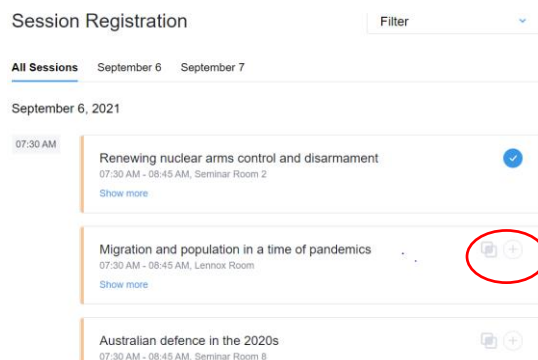 Session Registration
Filter
All Sessions September 6 September 7
September 6, 2021
07:30 AM
Renewing nuclear arms control and disarmament
07:30 AM - 08:45 AM, Seminar Room 2
Show more
Migration and population in a time of pandemics
07:30 AM - 08:45 AM, Lennox Room
Show more
Australian defence in the 2020s
07:30 AM - 08:45 AM, Seminar Room 8